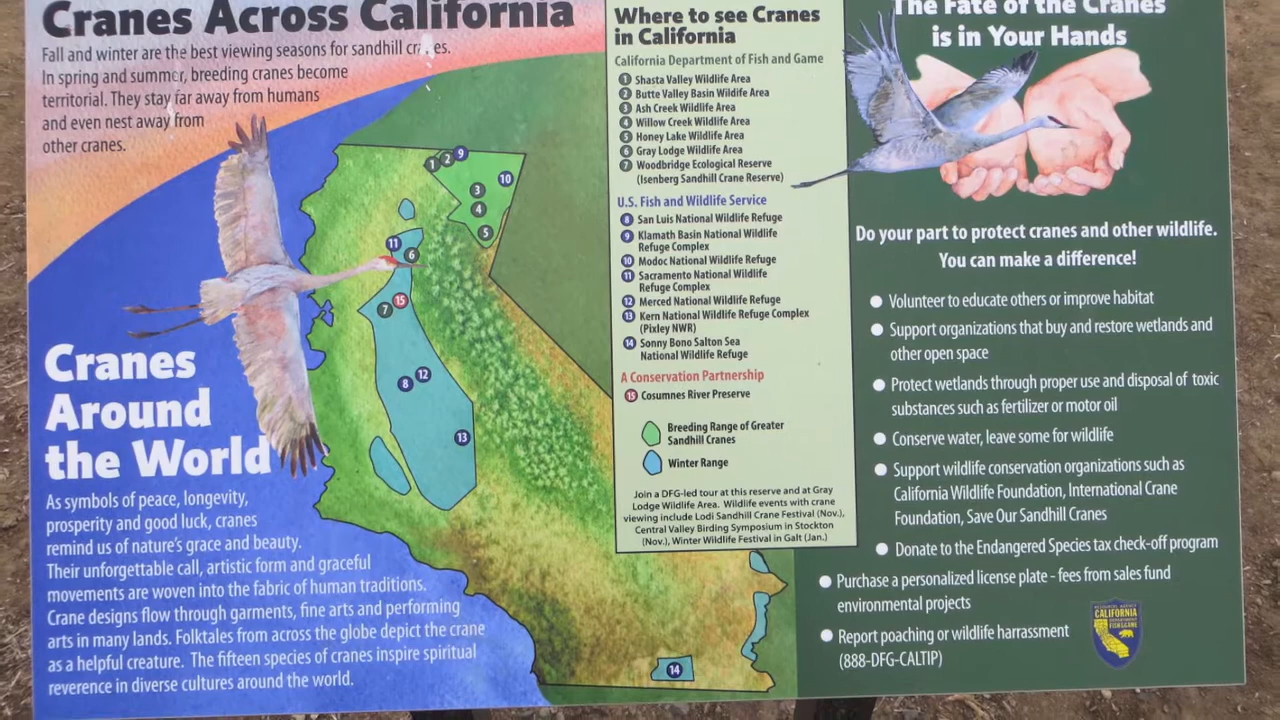 Cranes Across California
Fall and winter are the best viewing seasons for sandhill cranes.
In spring and summer, breeding cranes become
territorial. They stay far away from humans
and even nest away from
other cranes.
Cranes
Around
the World
As symbols of peace, longevity,
prosperity and good luck, cranes
remind us of nature's grace and beauty.
Their unforgettable call, artistic form and graceful
movements are woven into the fabric of human traditions.
Crane designs flow through garments, fine arts and performing
arts in many lands. Folktales from across the globe depict the crane
as a helpful creature. The fifteen species of cranes inspire spiritual
reverence in diverse cultures around the world.
1 2 9
10
3
4
5
11
6
7 15
8 12
13
14
Where to see Cranes
in California
California Department of Fish and Game
1 Shasta Valley Wildlife Area
2 Butte Valley Basin Wildife Area
3 Ash Creek Wildlife Area
4 Willow Creek Wildlife Area
5 Honey Lake Wildlife Area
6 Gray Lodge Wildlife Area
7 Woodbridge Ecological Reserve
(Isenberg Sandhill Crane Reserve)
U.S. Fish and Wildlife Service
8 San Luis National Wildlife Refuge
9 Klamath Basin National Wildlife
Refuge Complex
10 Modoc National Wildlife Refuge
11 Sacramento National Wildlife
Refuge Complex
12 Merced National Wildlife Refuge
13 Kern National Wildlife Refuge Complex
(Pixley NWR)
14 Sonny Bono Salton Sea
National Wildlife Refuge
A Conservation Partnership
15 Cosumnes River Preserve
Breeding Range of Greater
Sandhill Cranes
Winter Range
Join a DFG-led tour at this reserve and at Gray
Lodge Wildlife Area. Wildlife events with crane
viewing include Lodi Sandhill Crane Festival (Nov.),
Central Valley Birding Symposium in Stockton
(Nov.), Winter Wildlife Festival in Galt (Jan.)
The Fate of the Cranes
is in Your Hands
Do your part to protect cranes and other wildlife.
You can make a difference!
● Volunteer to educate others or improve habitat
● Support organizations that buy and restore wetlands and
other open space
● Protect wetlands through proper use and disposal of toxic
substances such as fertilizer or motor oil
● Conserve water, leave some for wildlife
● Support wildlife conservation organizations such as
California Wildlife Foundation, International Crane
Foundation, Save Our Sandhill Cranes
● Donate to the Endangered Species tax check-off program
● Purchase a personalized license plate - fees from sales fund
environmental projects
● Report poaching or wildlife harrassment
(888-DFG-CALTIP)
CALIFORNIA
FISH & GAME